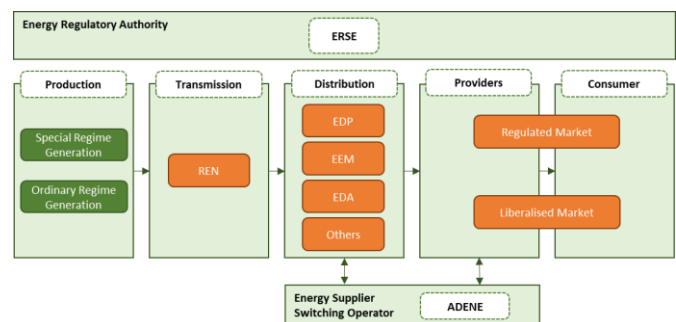 Energy Regulatory Authority
ERSE
Production
Transmission
Distribution
Providers
Consumer
Special Regime
Generation
Ordinary Regime
Generation
REN
EDP
EEM
EDA
Others
Regulated Market
Liberalised Market
Energy Supplier
Switching Operator
ADENE